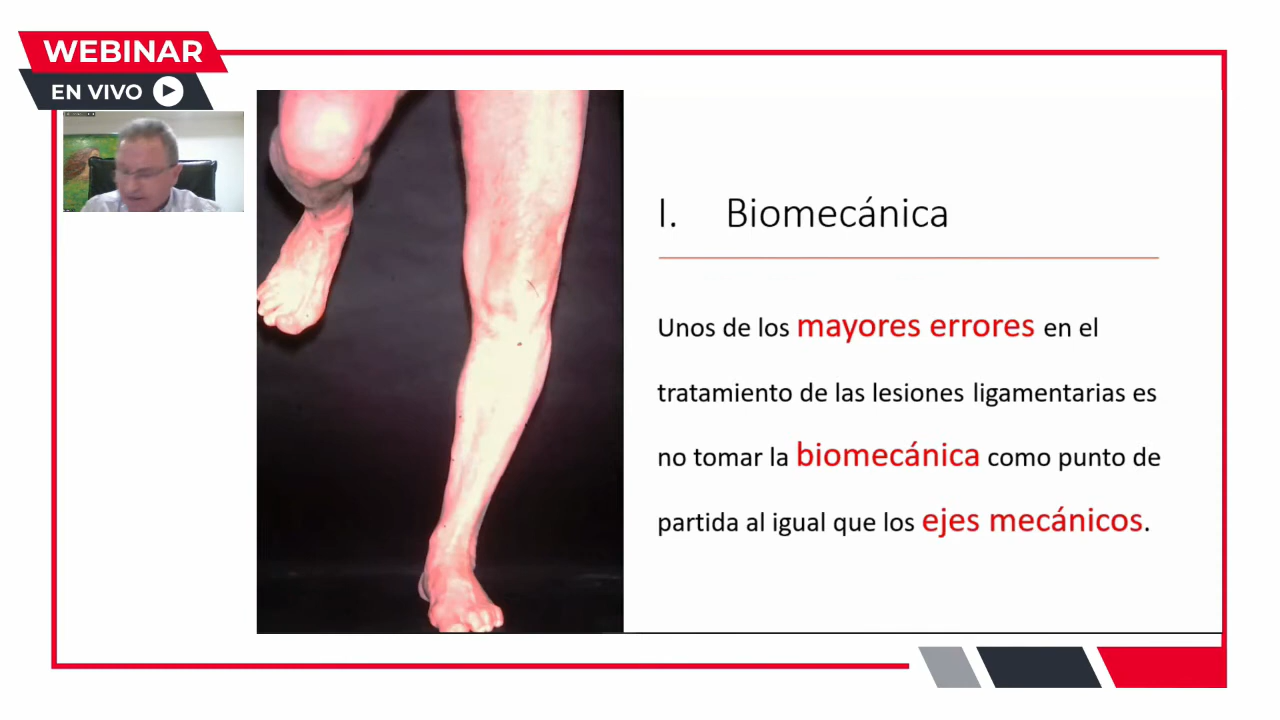 WEBINAR
EN VIVO
I. Biomecánica
Unos de los mayores errores en el
tratamiento de las lesiones ligamentarias es
no tomar la biomecánica como punto de
partida al igual que los ejes mecánicos.